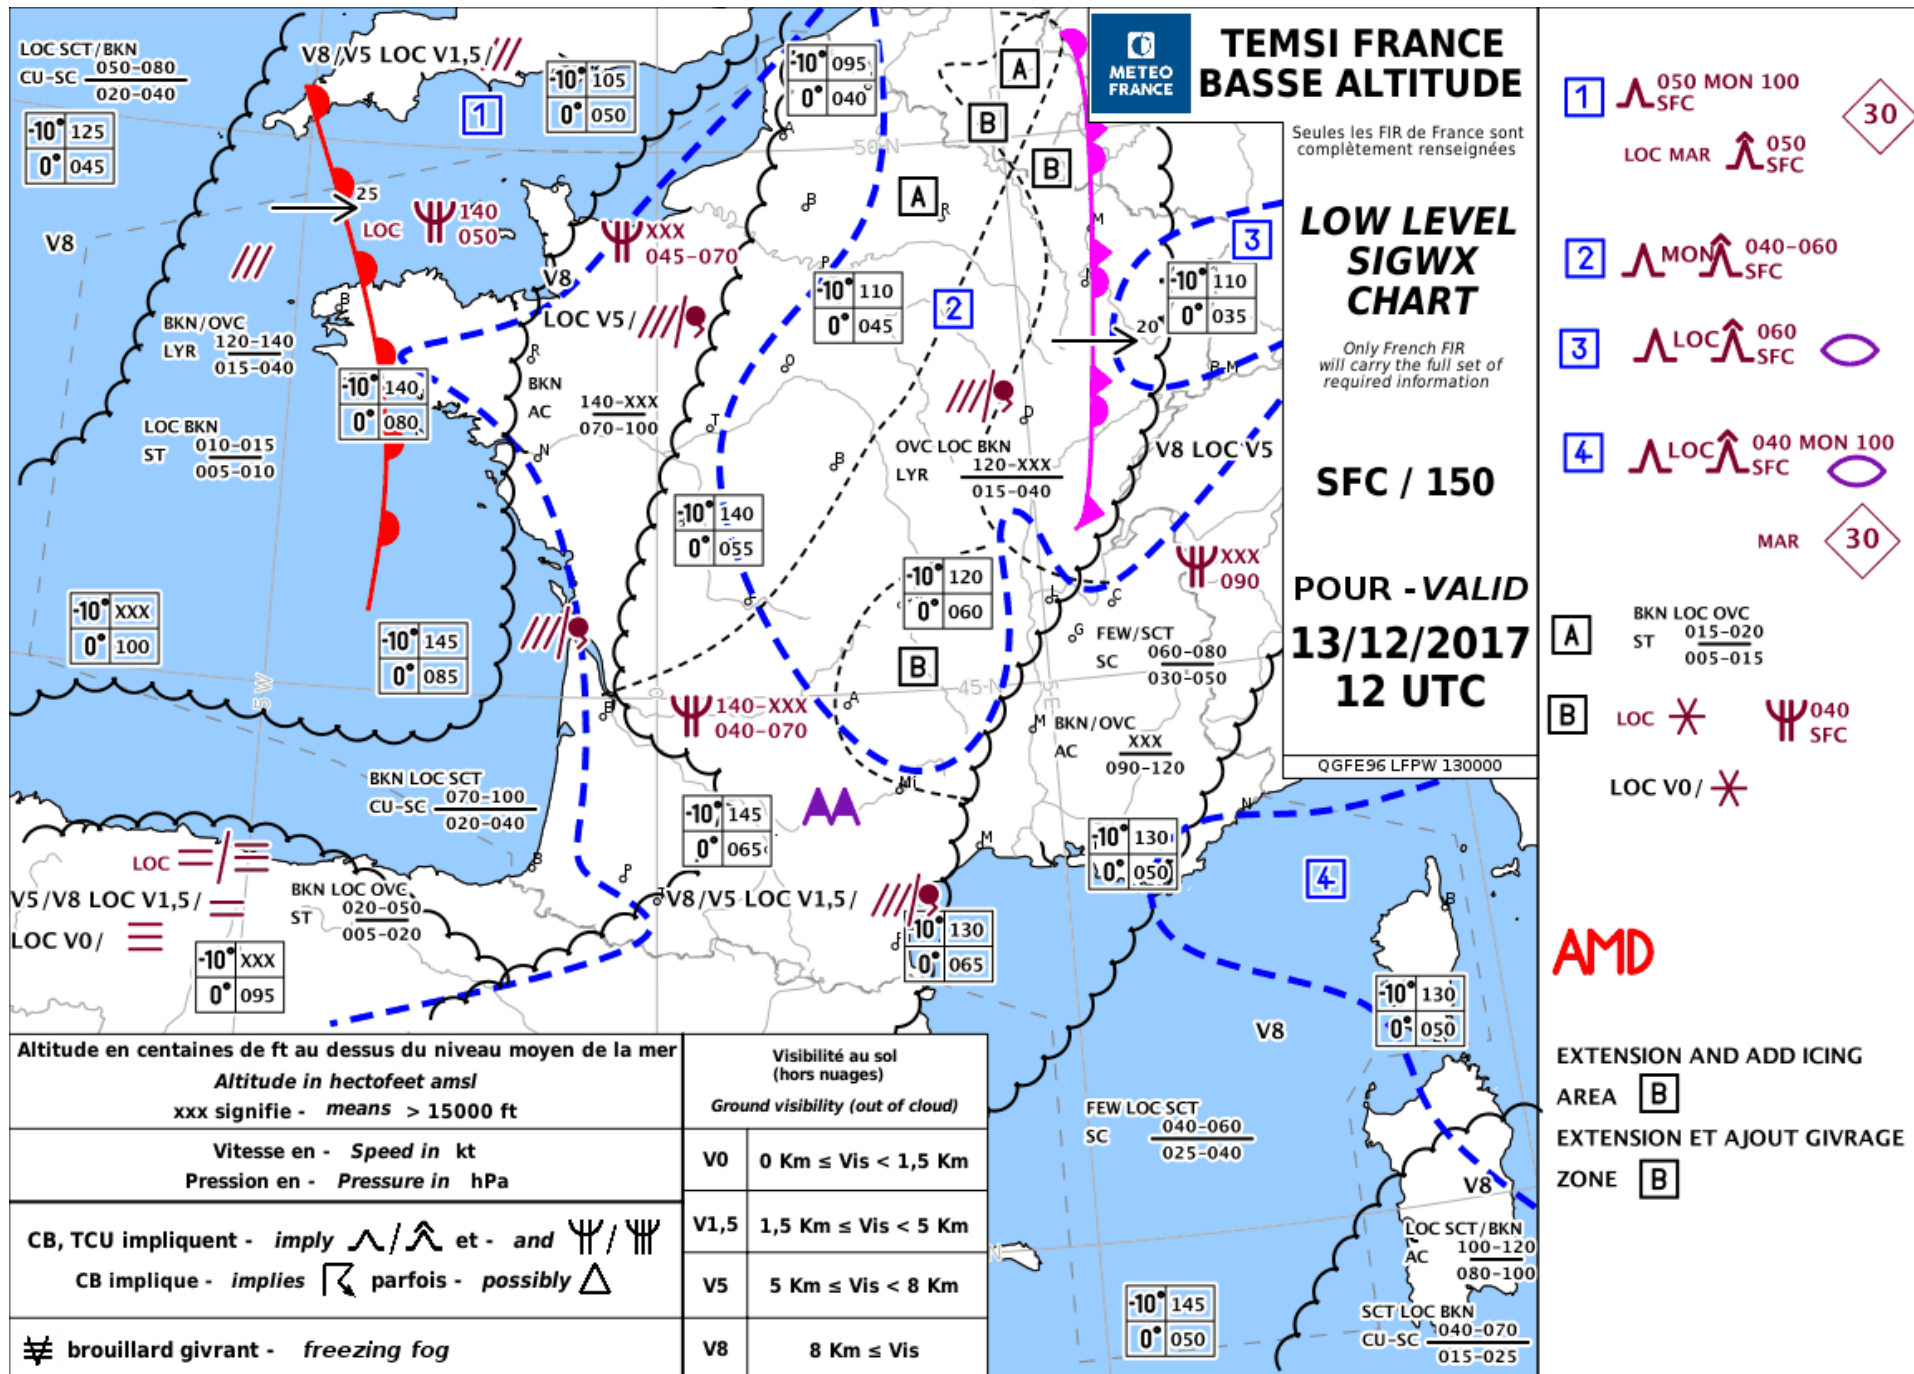 LOC SCT/BKN
CU-SC 050-080
020-040
V8/V5 LOC V1,5/
-10° 105
0° 050
-10° 095
0° 040
1
-10° 125
0° 045
A
B
B
A
50 N
25
LOC 140
050
V8
XXX
045-070
V8
LOC V5/
BKN/OVC
LYR 120-140
015-040
-10° 140
0° 080
LOC BKN
ST 010-015
005-010
BKN
AC 140-XXX
070-100
-10° 110
0° 045
2
20
3
-10° 110
0° 035
OVC LOC BKN
LYR 120-XXX
015-040
V8 LOC V5
-10° 140
0° 055
-10° 120
0° 060
XXX
090
-10° XXX
0° 100
-10° 145
0° 085
5 W
0
B
45 N
5 E
FEW/SCT
SC 060-080
030-050
140-XXX
040-070
BKN/OVC
AC XXX
090-120
BKN LOC SCT
CU-SC 070-100
020-040
-10° 145
0° 065
-10° 130
0° 050
4
LOC
V5/V8 LOC V1,5/
LOC V0/
BKN LOC OVC
ST 020-050
005-020
-10° XXX
0° 095
V8/V5 LOC V1,5/
-10° 130
0° 065
-10° 130
0° 050
V8
FEW LOC SCT
SC 040-060
025-040
V8
LOC SCT/BKN
AC 100-120
080-100
-10° 145
0° 050
SCT LOC BKN
CU-SC 040-070
015-025
METEO
FRANCE
TEMSI FRANCE
BASSE ALTITUDE
Seules les FIR de France sont
complètement renseignées
LOW LEVEL
SIGWX
CHART
Only French FIR
will carry the full set of
required information
SFC / 150
POUR - VALID
13/12/2017
12 UTC
QGFE96 LFPW 130000
1 050 MON 100
SFC
30
LOC MAR 050
SFC
2 MON 040-060
SFC
3 LOC 060
SFC
4 LOC 040 MON 100
SFC
MAR 30
A BKN LOC OVC
ST 015-020
005-015
B LOC 040
SFC
LOC V0/
AMD
EXTENSION AND ADD ICING
AREA B
EXTENSION ET AJOUT GIVRAGE
ZONE B
Altitude en centaines de ft au dessus du niveau moyen de la mer
Altitude in hectofeet amsl
xxx signifie - means > 15000 ft
Vitesse en - Speed in kt
Pression en - Pressure in hPa
CB, TCU impliquent - imply / et - and /
CB implique - implies parfois - possibly
brouillard givrant - freezing fog
Visibilité au sol
(hors nuages)
Ground visibility (out of cloud)
V0 0 Km ≤ Vis < 1,5 Km
V1,5 1,5 Km ≤ Vis < 5 Km
V5 5 Km ≤ Vis < 8 Km
V8 8 Km ≤ Vis